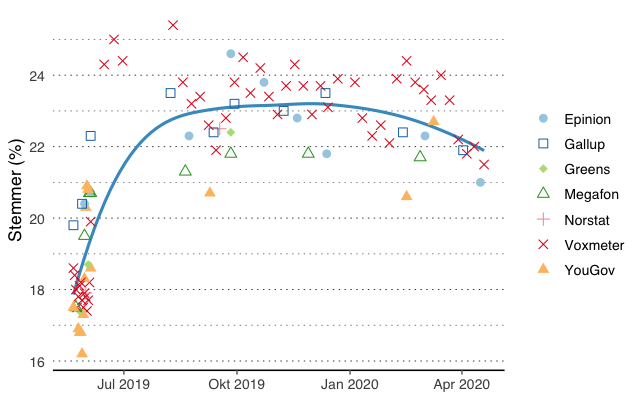 Stemmer (%)
24
22
20
18
16
Jul 2019
Okt 2019
Jan 2020
Apr 2020
Epinion
Gallup
Greens
Megafon
Norstat
Voxmeter
YouGov